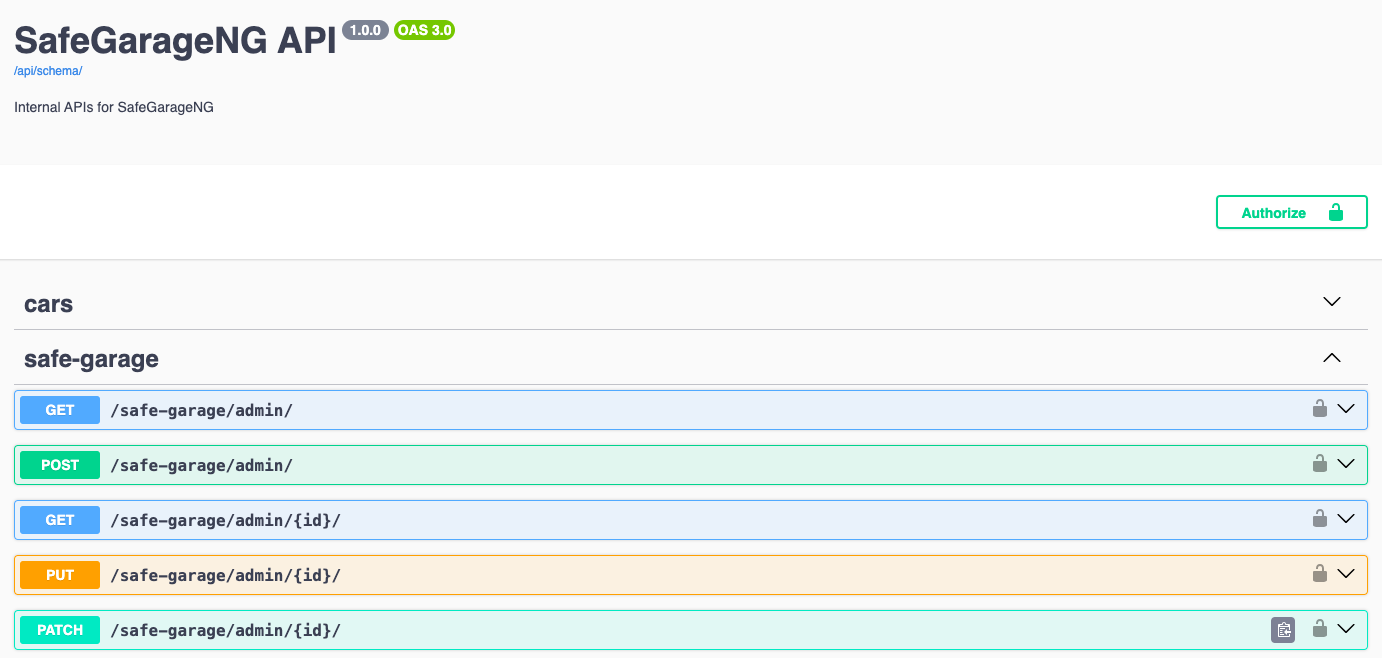 SafeGarageNG API 1.0.0 OAS 3.0
/api/schema/
Internal APIs for SafeGarageNG
Authorize
cars
safe-garage
GET /safe-garage/admin/
POST /safe-garage/admin/
GET /safe-garage/admin/{id}/
PUT /safe-garage/admin/{id}/
PATCH /safe-garage/admin/{id}/